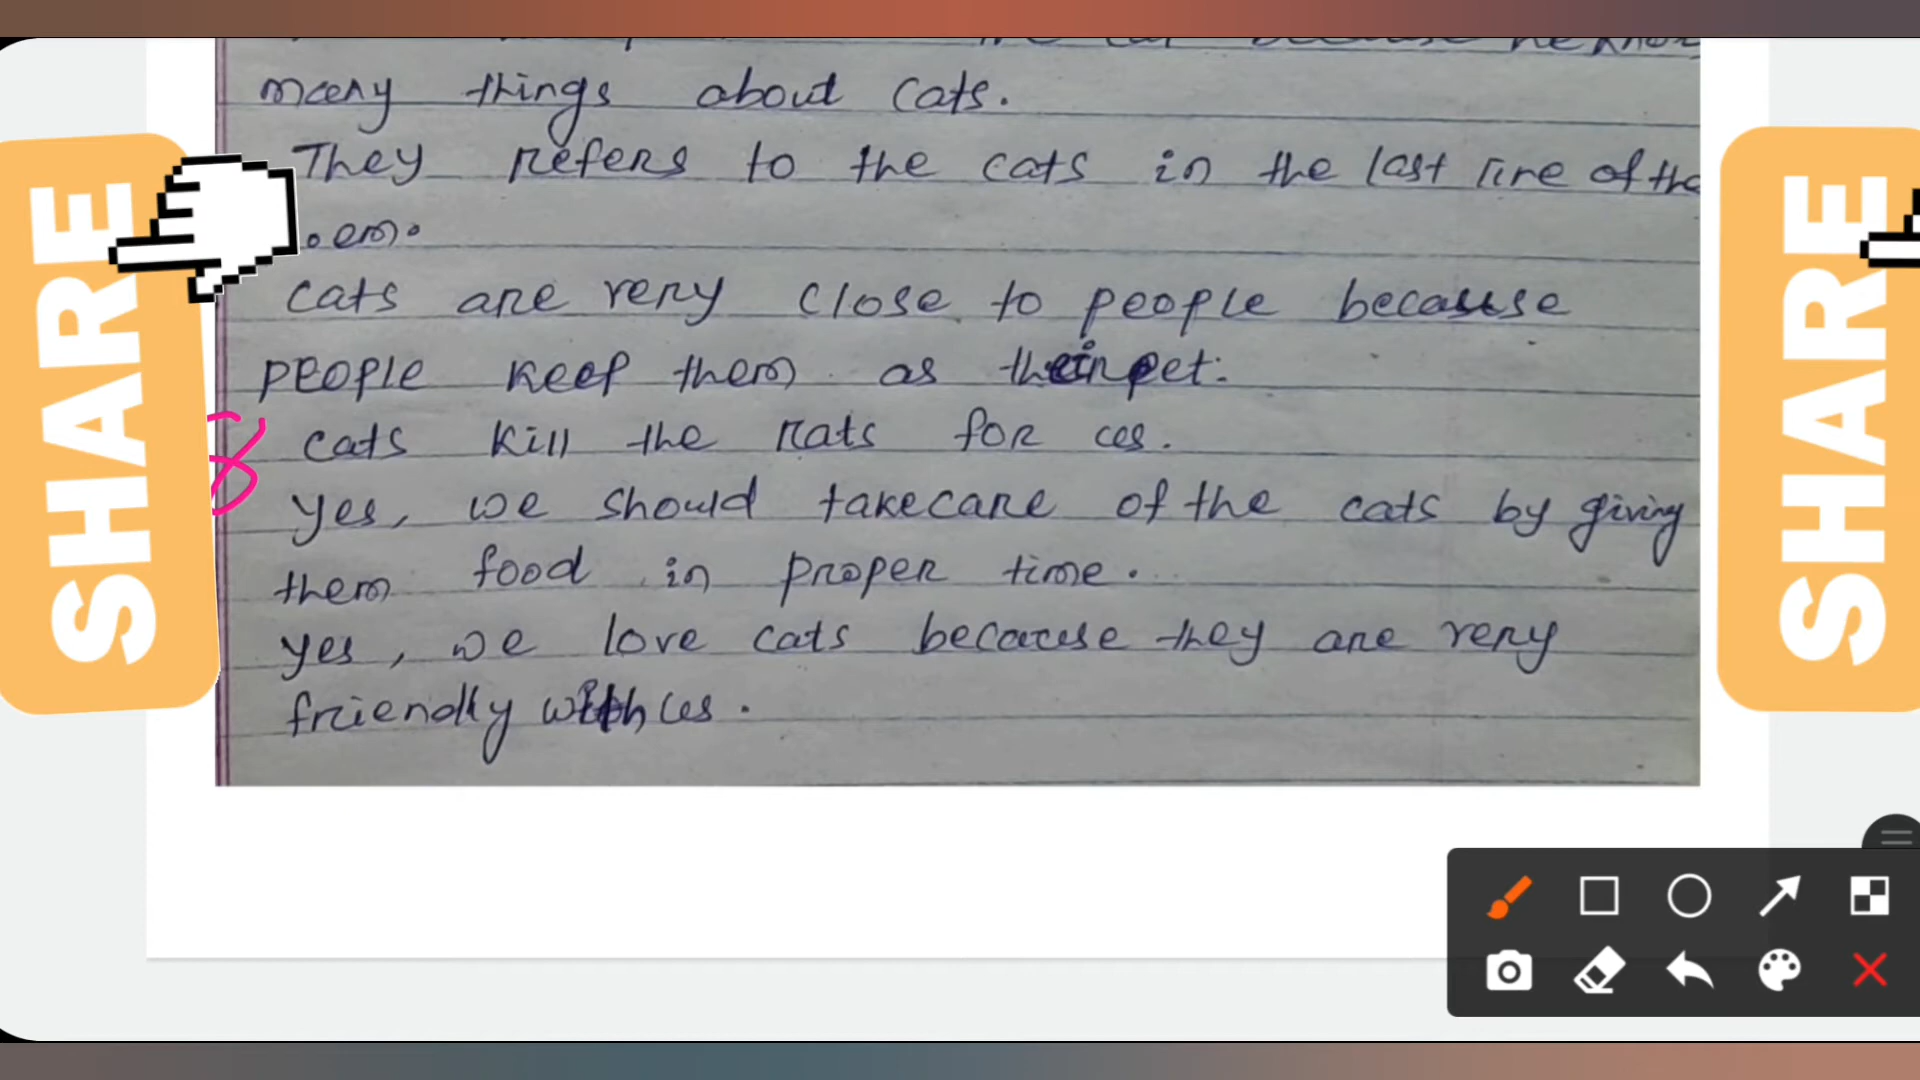 many things about cats.
They refers to the cats in the last line of the
oem.
cats are very close to people because
people keep them as their pet.
cats kill the rats for us.
yes, we should takecare of the cats by giving
them food in proper time.
yes, we love cats because they are very
friendly with us.
SHARE
SHARE